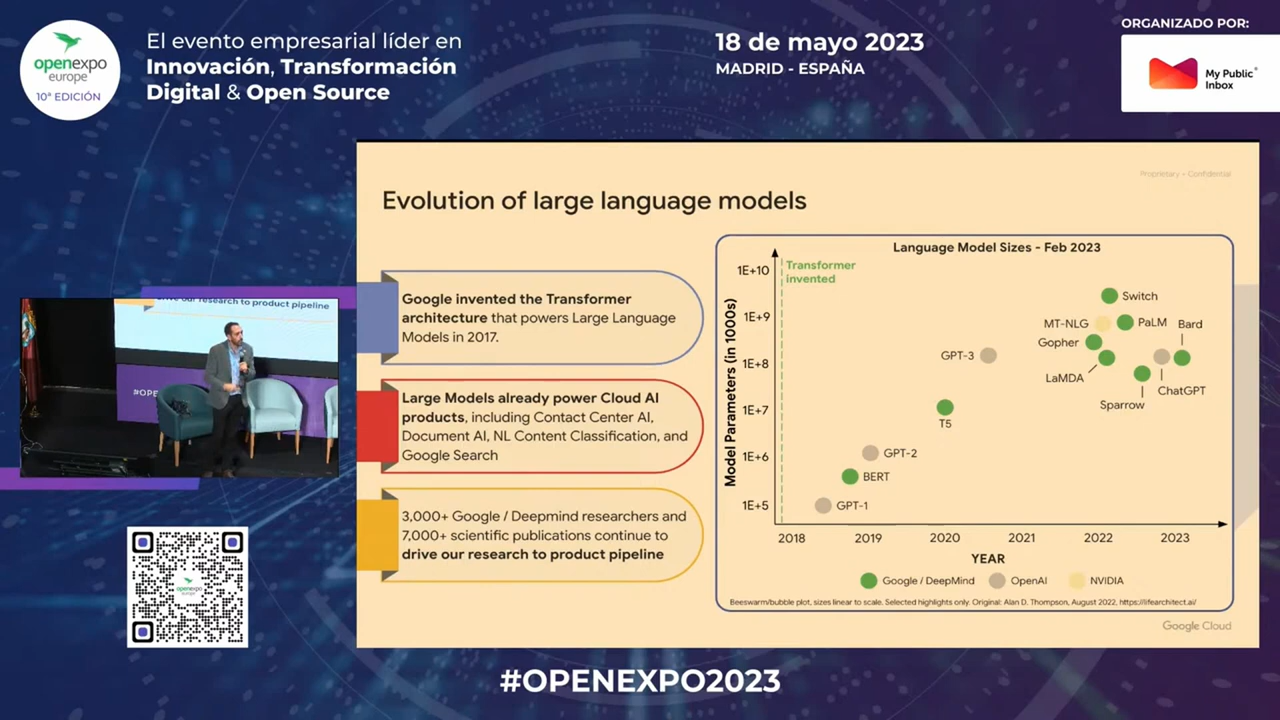 openexpo
europe
10ª EDICIÓN
El evento empresarial líder en
Innovación, Transformación
Digital & Open Source
18 de mayo 2023
MADRID - ESPAÑA
ORGANIZADO POR:
My Public
Inbox
Proprietary + Confidential
Evolution of large language models
Google invented the Transformer
architecture that powers Large Language
Models in 2017.
Large Models already power Cloud AI
products, including Contact Center AI,
Document AI, NL Content Classification, and
Google Search
3,000+ Google / Deepmind researchers and
7,000+ scientific publications continue to
drive our research to product pipeline
Language Model Sizes - Feb 2023
Model Parameters (in 1000s)
1E+10
1E+9
1E+8
1E+7
1E+6
1E+5
Transformer
invented
Switch
MT-NLG
PaLM
Bard
Gopher
GPT-3
LaMDA
ChatGPT
Sparrow
T5
GPT-2
BERT
GPT-1
2018 2019 2020 2021 2022 2023
YEAR
Google / DeepMind OpenAI NVIDIA
Beeswarm/bubble plot, sizes linear to scale. Selected highlights only. Original: Alan D. Thompson, August 2022, https://lifearchitect.ai/
Google Cloud
drive our research to product pipeline
#OPE
openexpo
europe
#OPENEXPO2023